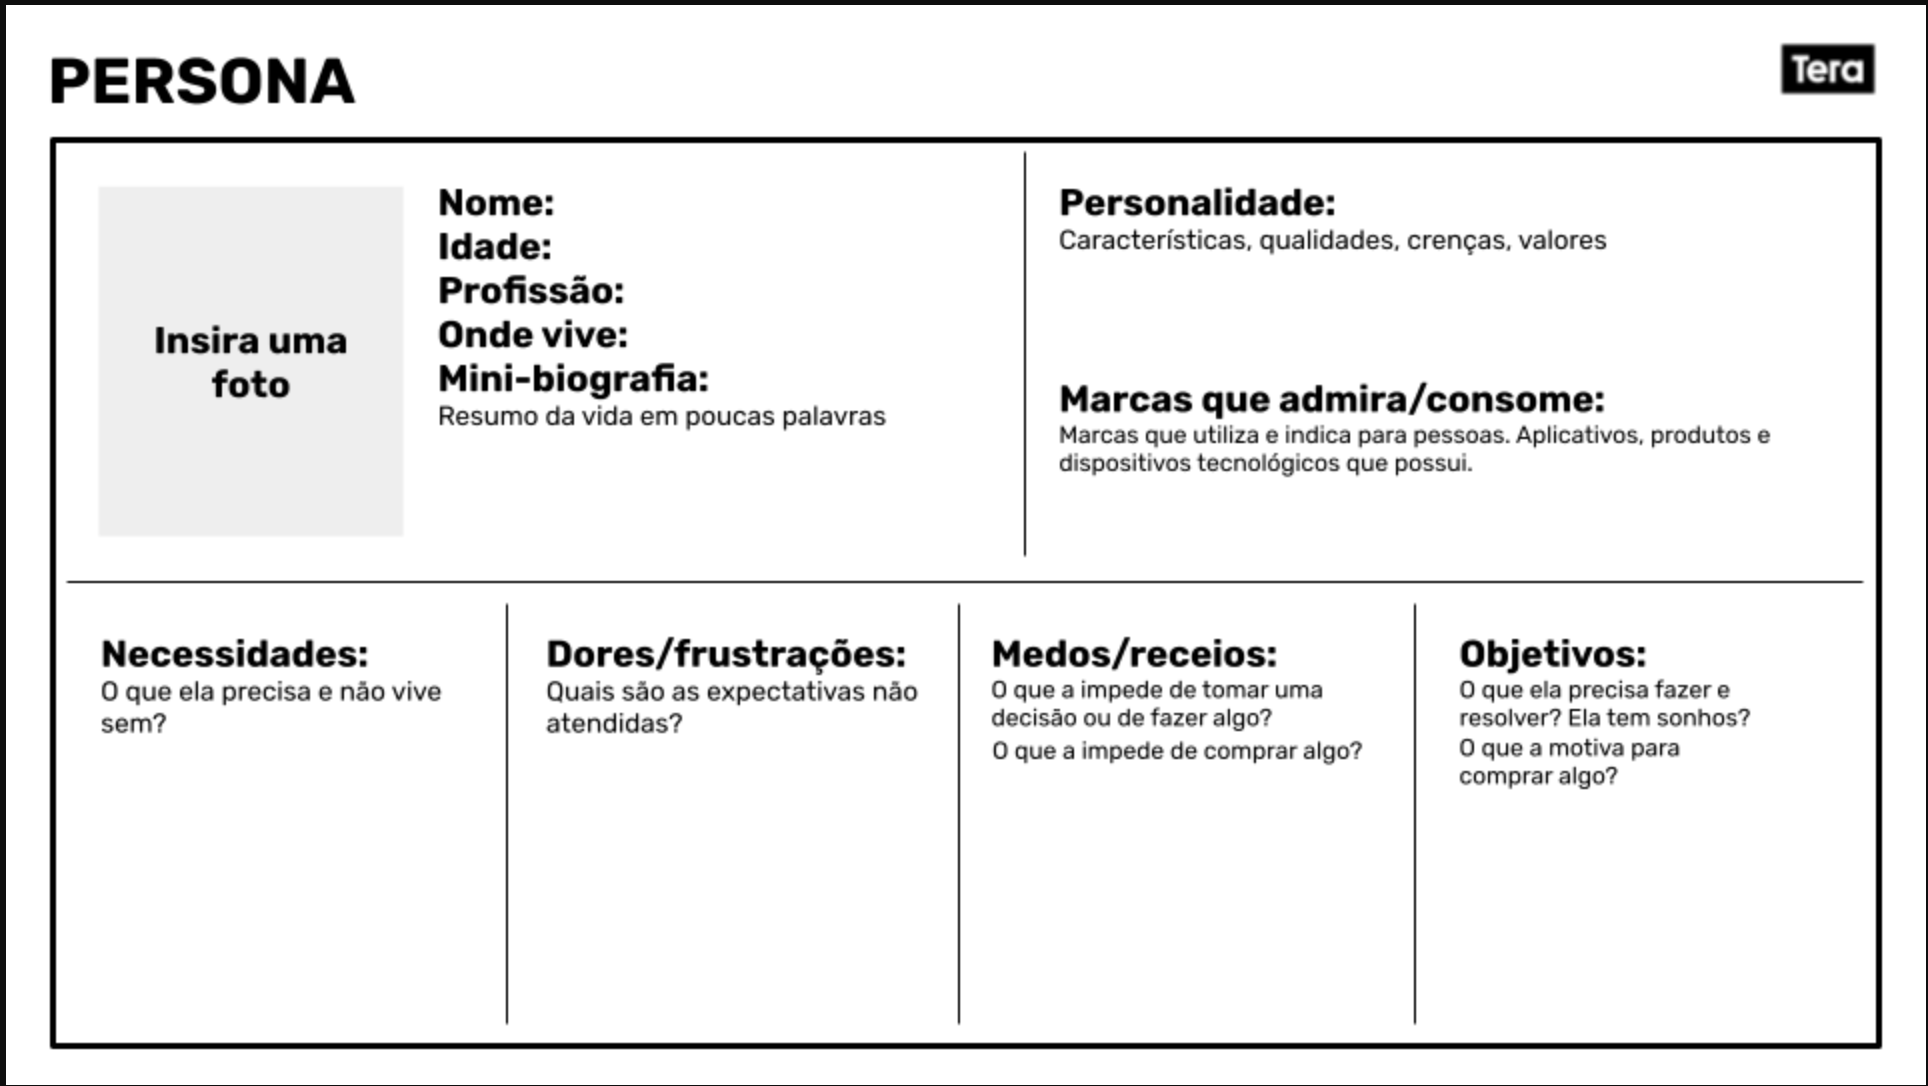 PERSONA
Tera
Insira uma
foto
Nome:
Idade:
Profissão:
Onde vive:
Mini-biografia:
Resumo da vida em poucas palavras
Personalidade:
Características, qualidades, crenças, valores
Marcas que admira/consome:
Marcas que utiliza e indica para pessoas. Aplicativos, produtos e
dispositivos tecnológicos que possui.
Necessidades:
O que ela precisa e não vive
sem?
Dores/frustrações:
Quais são as expectativas não
atendidas?
Medos/receios:
O que a impede de tomar uma
decisão ou de fazer algo?
O que a impede de comprar algo?
Objetivos:
O que ela precisa fazer e
resolver? Ela tem sonhos?
O que a motiva para
comprar algo?